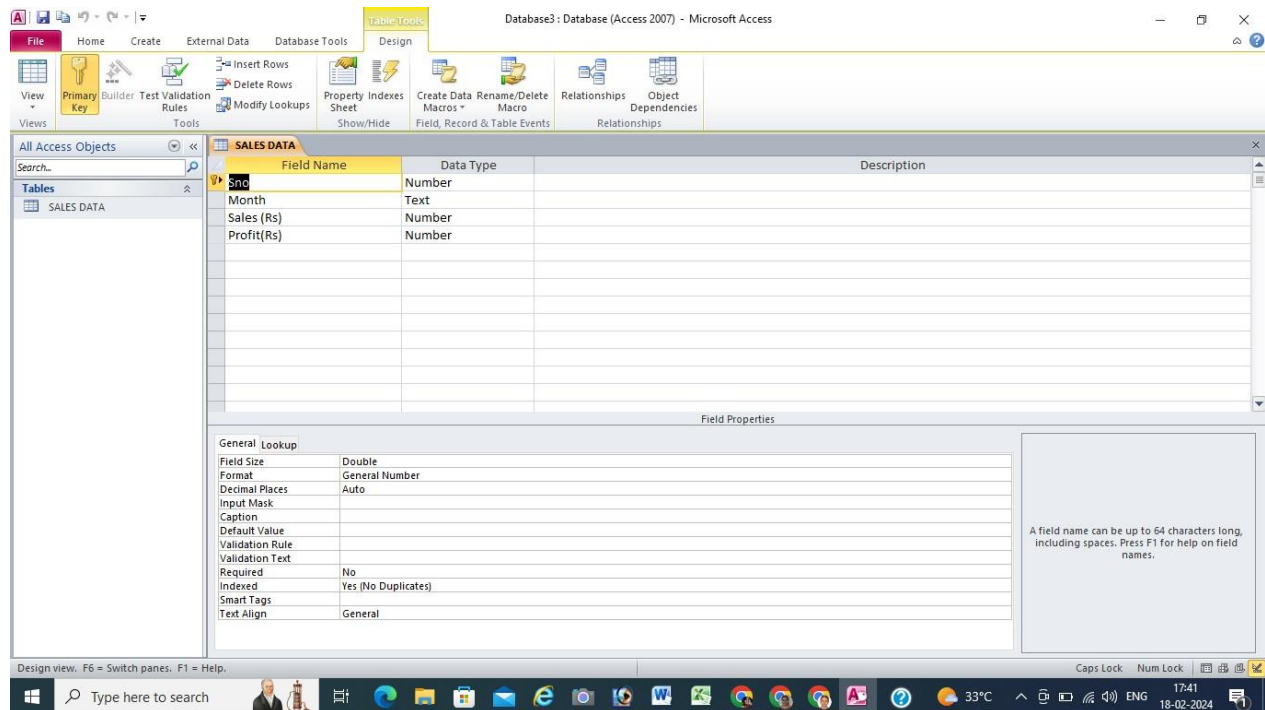 Table Tools
Database3 : Database (Access 2007) - Microsoft Access
File Home Create External Data Database Tools Design
View
Primary Key
Builder
Test Validation Rules
Insert Rows
Delete Rows
Modify Lookups
Property Sheet
Indexes
Create Data Macros
Rename/Delete Macro
Relationships
Object Dependencies
Views Tools Show/Hide Field, Record & Table Events Relationships
All Access Objects
Search...
Tables
SALES DATA
SALES DATA
Field Name Data Type Description
Sno Number
Month Text
Sales (Rs) Number
Profit(Rs) Number
Field Properties
General Lookup
Field Size Double
Format General Number
Decimal Places Auto
Input Mask
Caption
Default Value
Validation Rule
Validation Text
Required No
Indexed Yes (No Duplicates)
Smart Tags
Text Align General
A field name can be up to 64 characters long,
including spaces. Press F1 for help on field
names.
Design view. F6 = Switch panes. F1 = Help.
Caps Lock Num Lock
Type here to search
33°C
ENG
17:41
18-02-2024